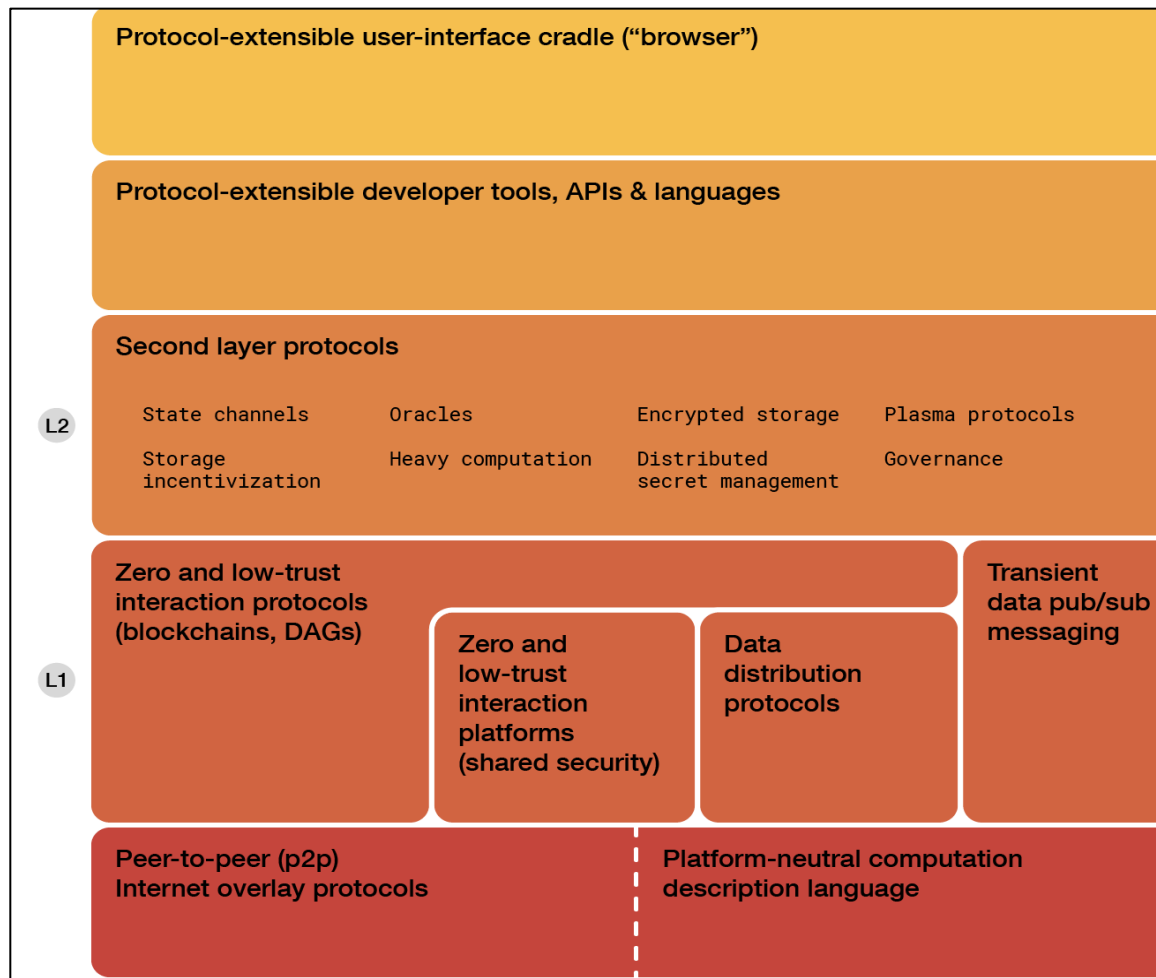 Protocol-extensible user-interface cradle (“browser”)
Protocol-extensible developer tools, APIs & languages
Second layer protocols
L2
State channels
Oracles
Encrypted storage
Plasma protocols
Storage
incentivization
Heavy computation
Distributed
secret management
Governance
L1
Zero and low-trust
interaction protocols
(blockchains, DAGs)
Zero and
low-trust
interaction
platforms
(shared security)
Data
distribution
protocols
Transient
data pub/sub
messaging
Peer-to-peer (p2p)
Internet overlay protocols
Platform-neutral computation
description language